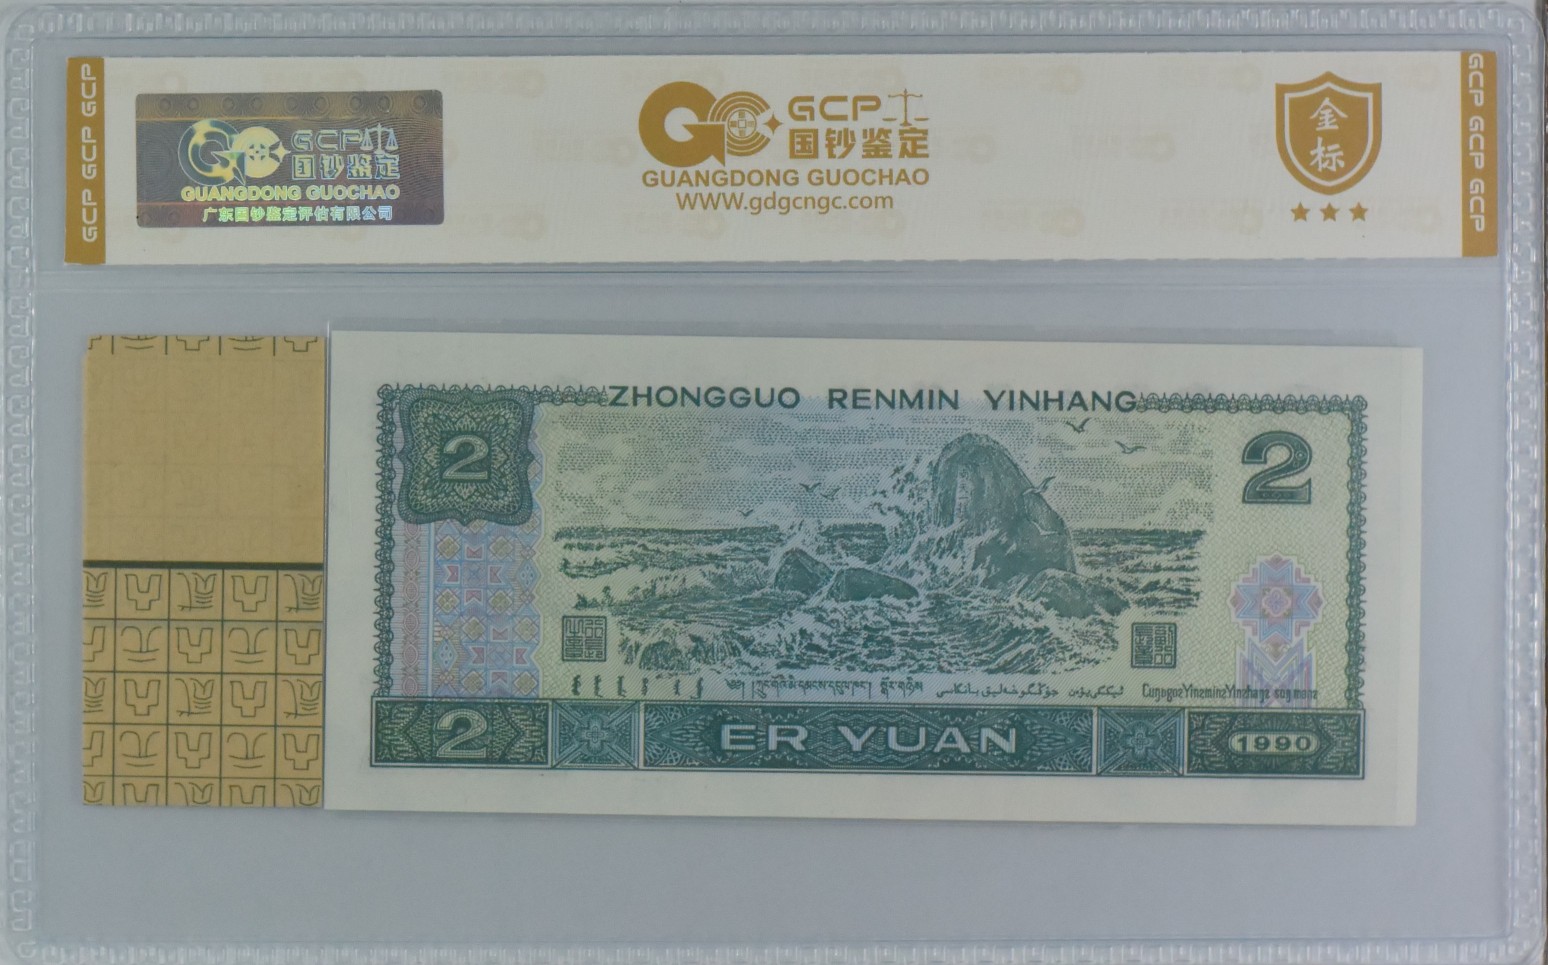 GCP GCP GCP
GCP
国钞鉴定
GUANGDONG GUOCHAO
广东国钞鉴定评估有限公司
GCP
国钞鉴定
GUANGDONG GUOCHAO
WWW.gdgcngc.com
金
标
GCP GCP GCP
ZHONGGUO RENMIN YINHANG
2
2
2
ER YUAN
1990